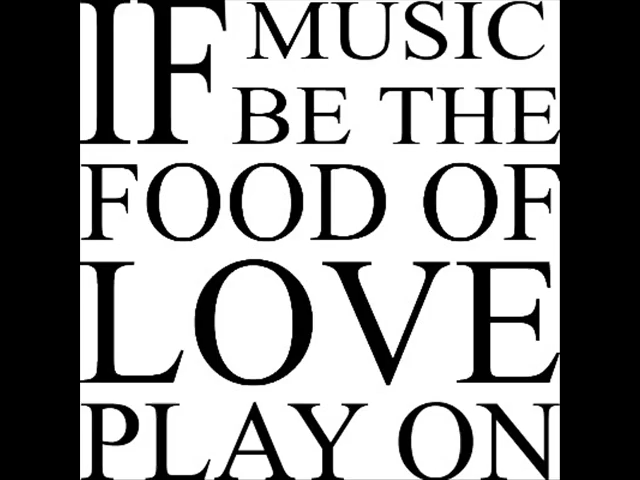 IF MUSIC
BE THE
FOOD OF
LOVE
PLAY ON